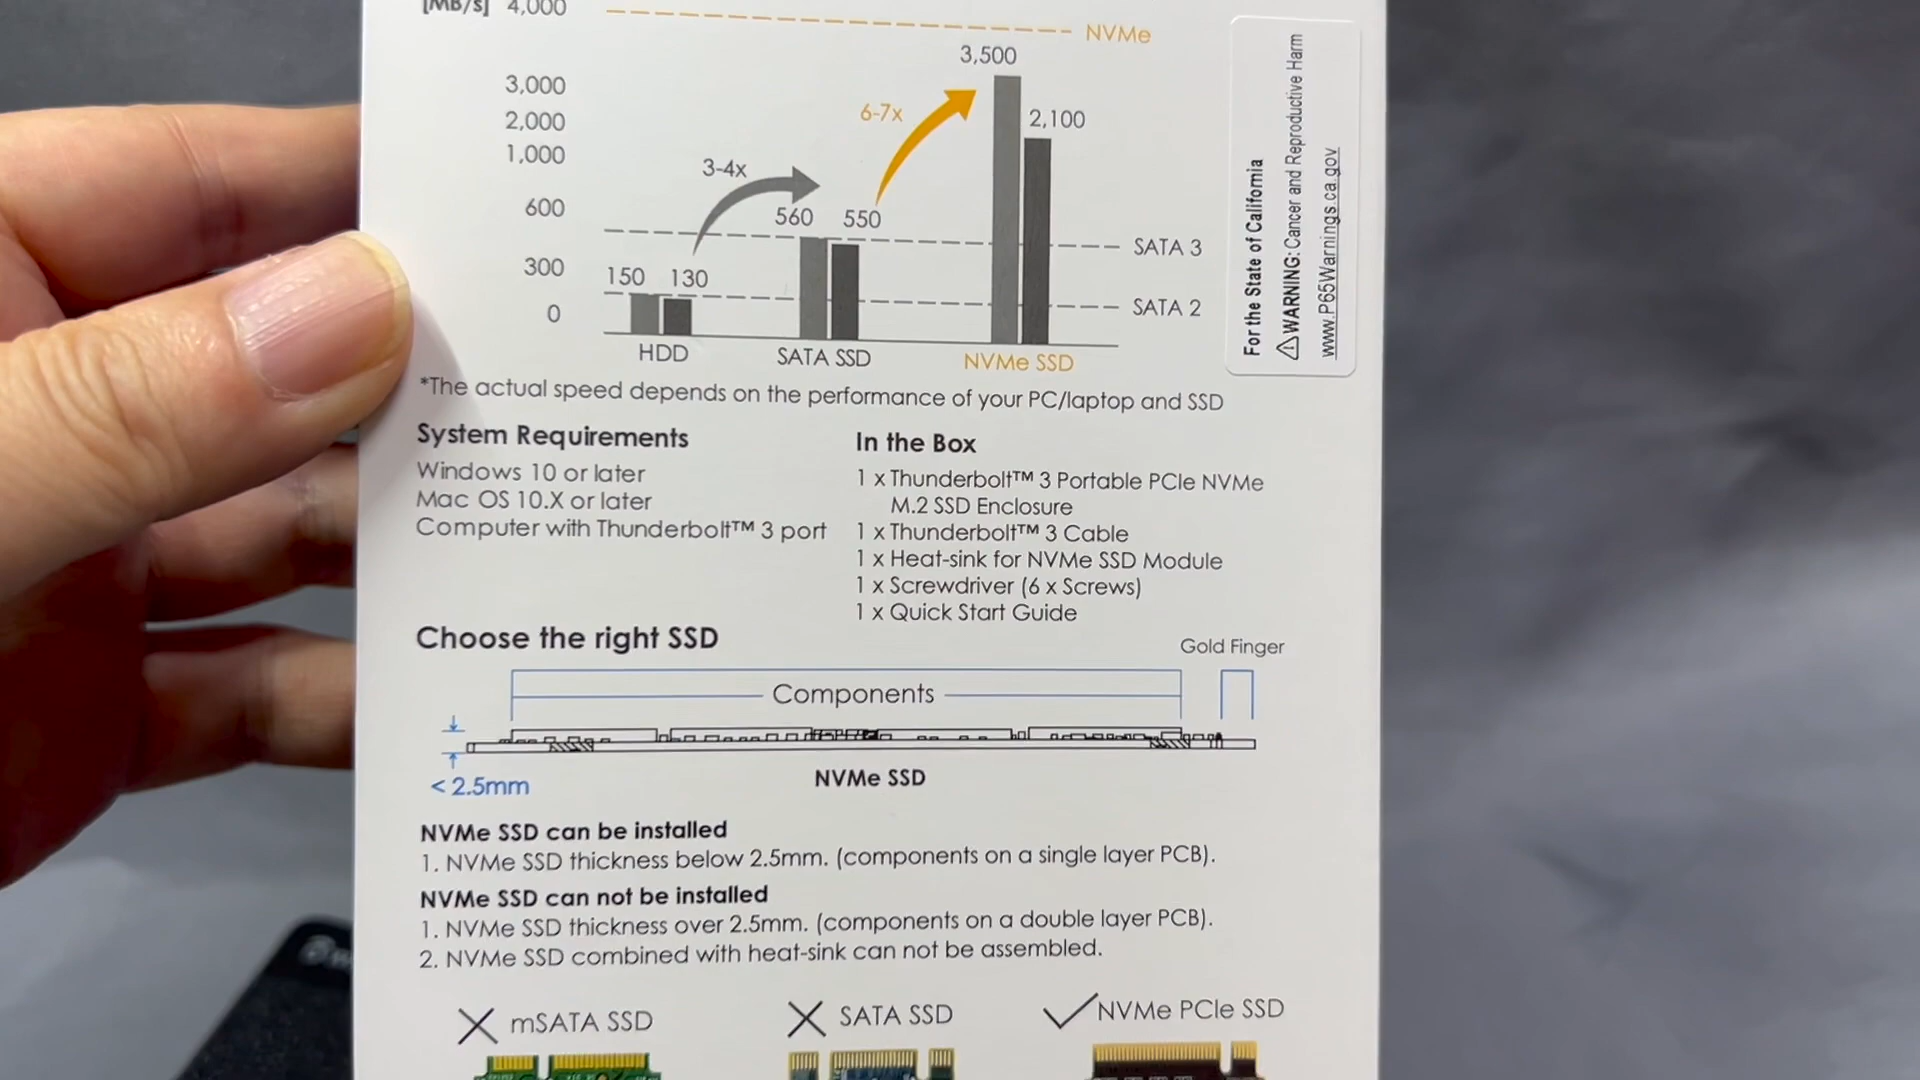 [MB/s] 4,000
NVMe
3,500
3,000
6-7x
2,100
2,000
1,000
3-4x
600
560 550
SATA 3
300
150 130
SATA 2
0
HDD SATA SSD NVMe SSD
For the State of California
⚠WARNING: Cancer and Reproductive Harm
www.P65Warnings.ca.gov
*The actual speed depends on the performance of your PC/laptop and SSD
System Requirements
Windows 10 or later
Mac OS 10.X or later
Computer with Thunderbolt™ 3 port
In the Box
1 x Thunderbolt™ 3 Portable PCIe NVMe
M.2 SSD Enclosure
1 x Thunderbolt™ 3 Cable
1 x Heat-sink for NVMe SSD Module
1 x Screwdriver (6 x Screws)
1 x Quick Start Guide
Choose the right SSD
Gold Finger
Components
< 2.5mm
NVMe SSD
NVMe SSD can be installed
1. NVMe SSD thickness below 2.5mm. (components on a single layer PCB).
NVMe SSD can not be installed
1. NVMe SSD thickness over 2.5mm. (components on a double layer PCB).
2. NVMe SSD combined with heat-sink can not be assembled.
mSATA SSD SATA SSD NVMe PCIe SSD